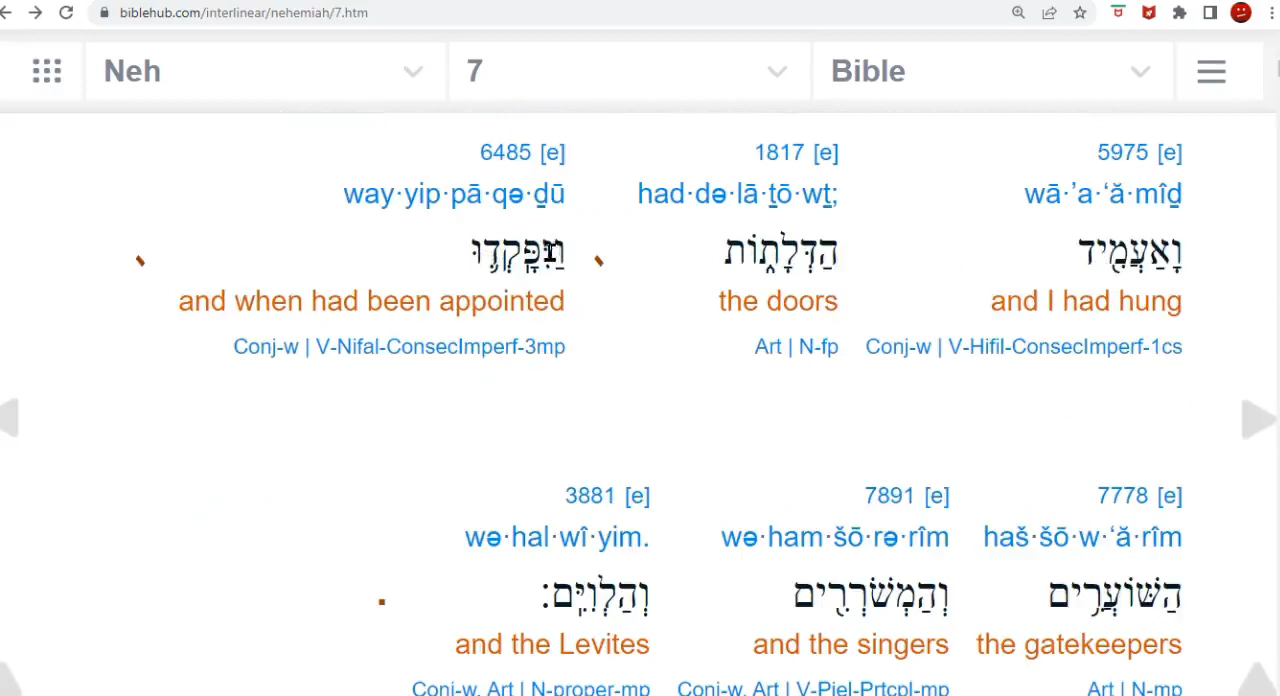 biblehub.com/interlinear/nehemiah/7.htm
Neh 7 Bible
6485 [e] 1817 [e] 5975 [e]
way·yip·pā·qə·ḏū had·də·lā·ṯō·wṯ; wā·’a·‘ă·mîḏ
וַיִּפָּֽקְד֛וּ הַדְּלָת֑וֹת וָאַעֲמִ֖יד
and when had been appointed the doors and I had hung
Conj-w | V-Nifal-ConsecImperf-3mp Art | N-fp Conj-w | V-Hifil-ConsecImperf-1cs
3881 [e] 7891 [e] 7778 [e]
wə·hal·wî·yim. wə·ham·šō·rə·rîm haš·šō·w·‘ă·rîm
וְהַלְוִיִּֽם׃ וְהַמְשֹׁרְרִ֖ים הַשּׁוֹעֲרִ֥ים
and the Levites and the singers the gatekeepers
Conj-w, Art | N-proper-mp Conj-w, Art | V-Piel-Prtcpl-mp Art | N-mp